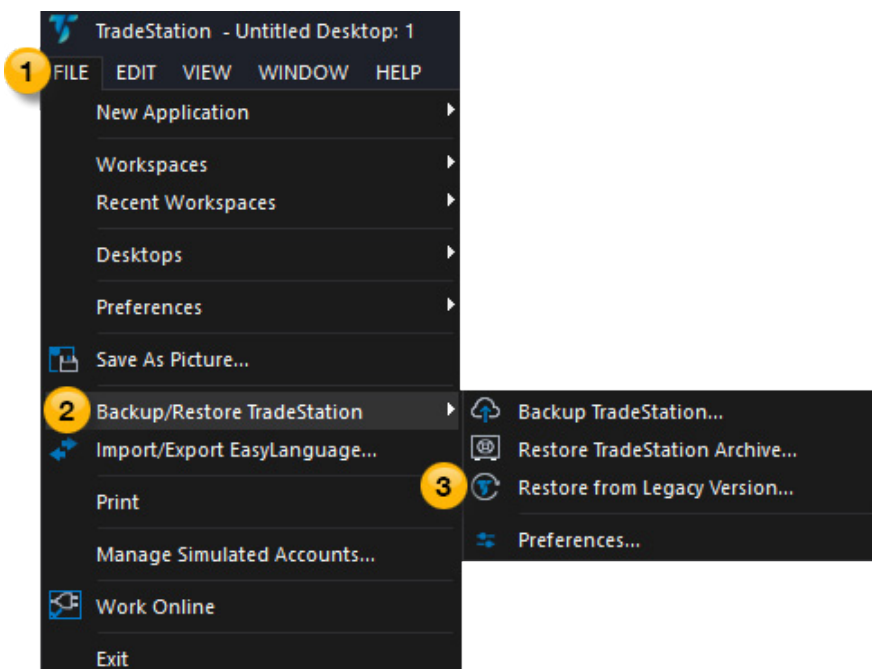 TradeStation - Untitled Desktop: 1
1 FILE EDIT VIEW WINDOW HELP
New Application
Workspaces
Recent Workspaces
Desktops
Preferences
Save As Picture...
2 Backup/Restore TradeStation
Backup TradeStation...
Import/Export EasyLanguage...
Restore TradeStation Archive...
3 Restore from Legacy Version...
Print
Preferences...
Manage Simulated Accounts...
Work Online
Exit